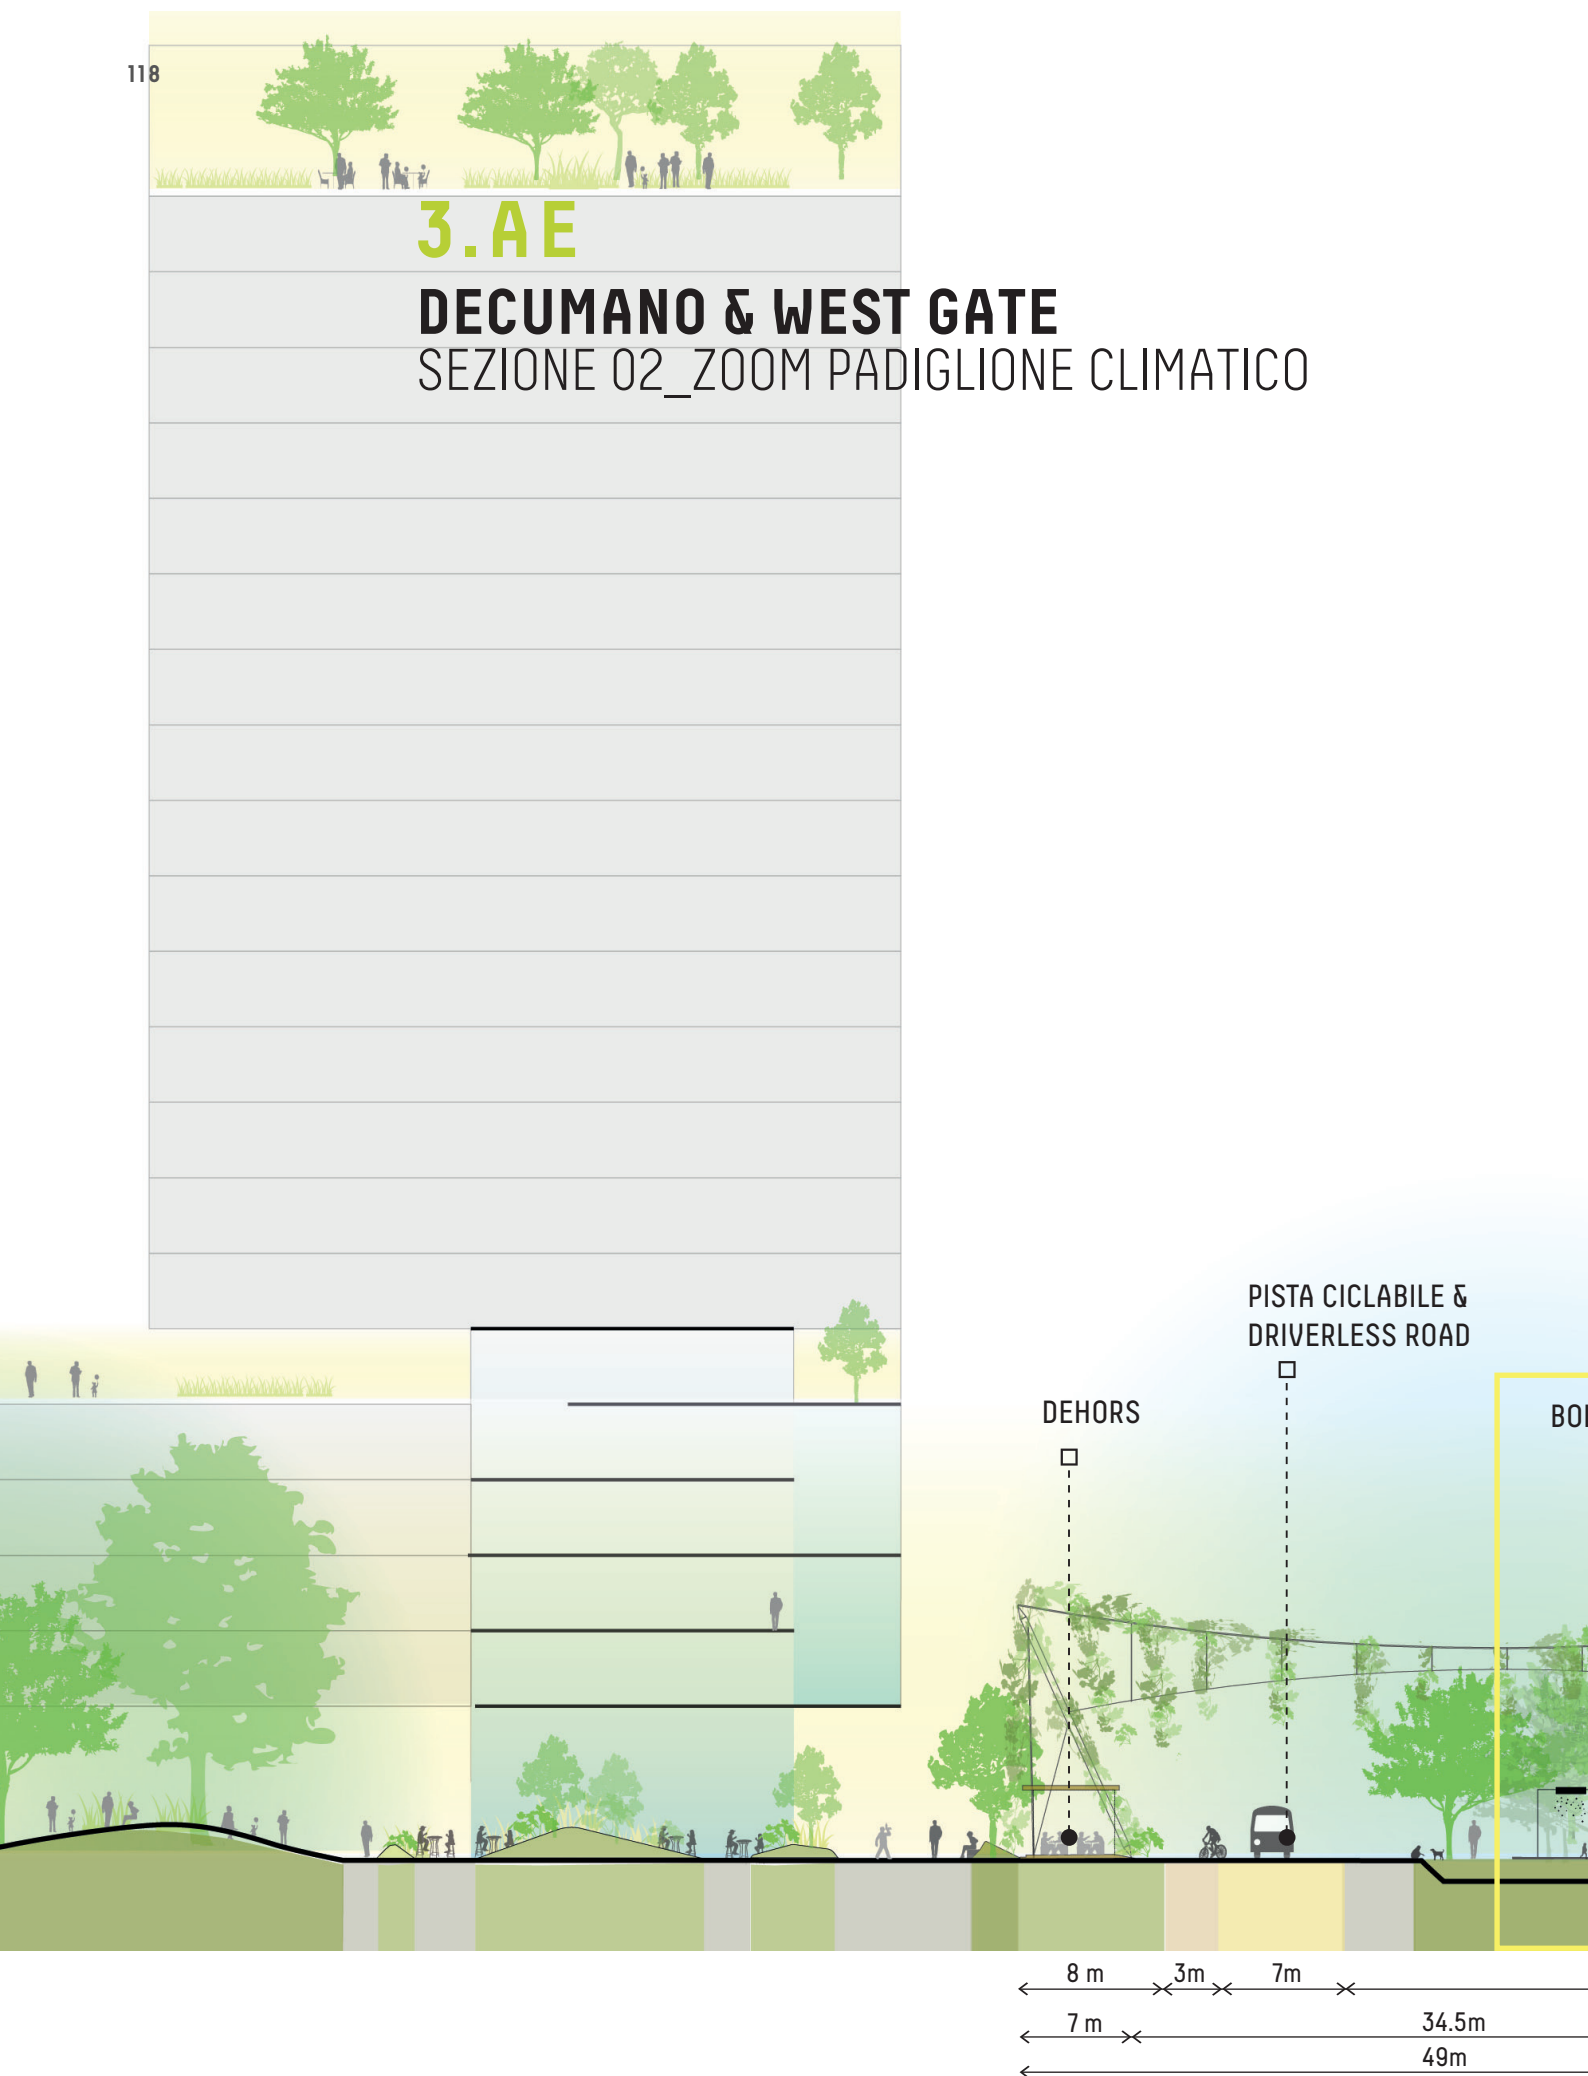 118
3.AE
DECUMANO & WEST GATE
SEZIONE 02_ZOOM PADIGLIONE CLIMATICO
PISTA CICLABILE &
DRIVERLESS ROAD
DEHORS
8 m
3m
7m
7 m
34.5m
49m